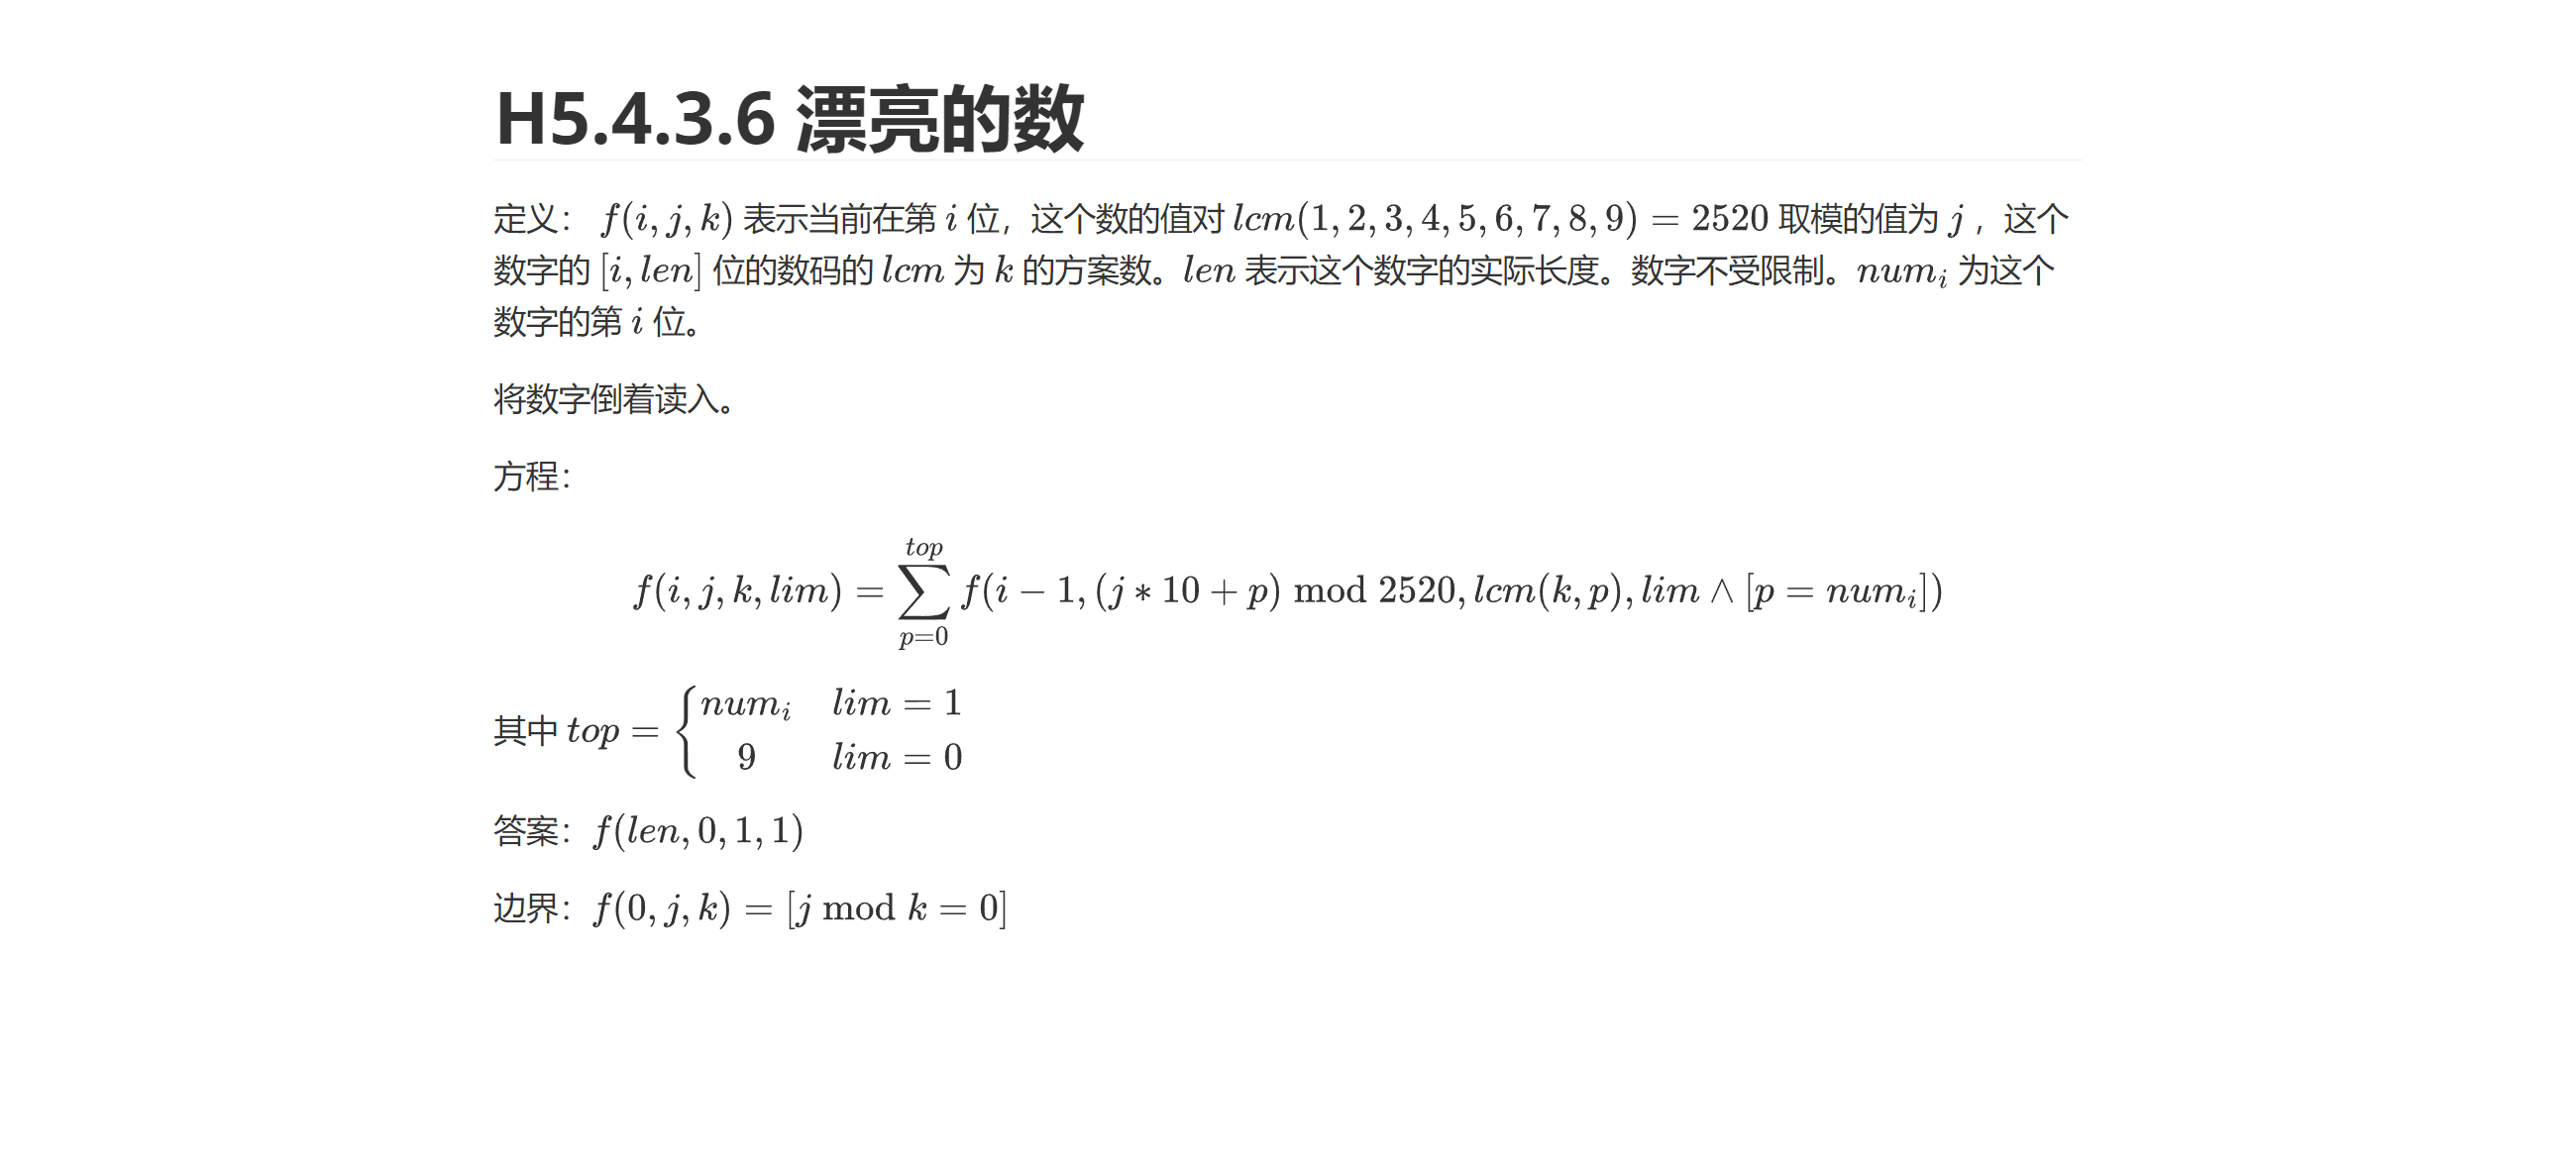 H5.4.3.6 漂亮的数
定义： $f(i, j, k)$ 表示当前在第 $i$ 位，这个数的值对 $lcm(1, 2, 3, 4, 5, 6, 7, 8, 9) = 2520$ 取模的值为 $j$ ，这个
数字的 $[i, len]$ 位的数码的 $lcm$ 为 $k$ 的方案数。$len$ 表示这个数字的实际长度。数字不受限制。$num_i$ 为这个
数字的第 $i$ 位。
将数字倒着读入。
方程：
$f(i, j, k, lim) = \sum_{p=0}^{top} f(i - 1, (j * 10 + p) \bmod 2520, lcm(k, p), lim \wedge [p = num_i])$
其中 $top = \begin{cases} num_i & lim = 1 \\ 9 & lim = 0 \end{cases}$
答案：$f(len, 0, 1, 1)$
边界：$f(0, j, k) = [j \bmod k = 0]$